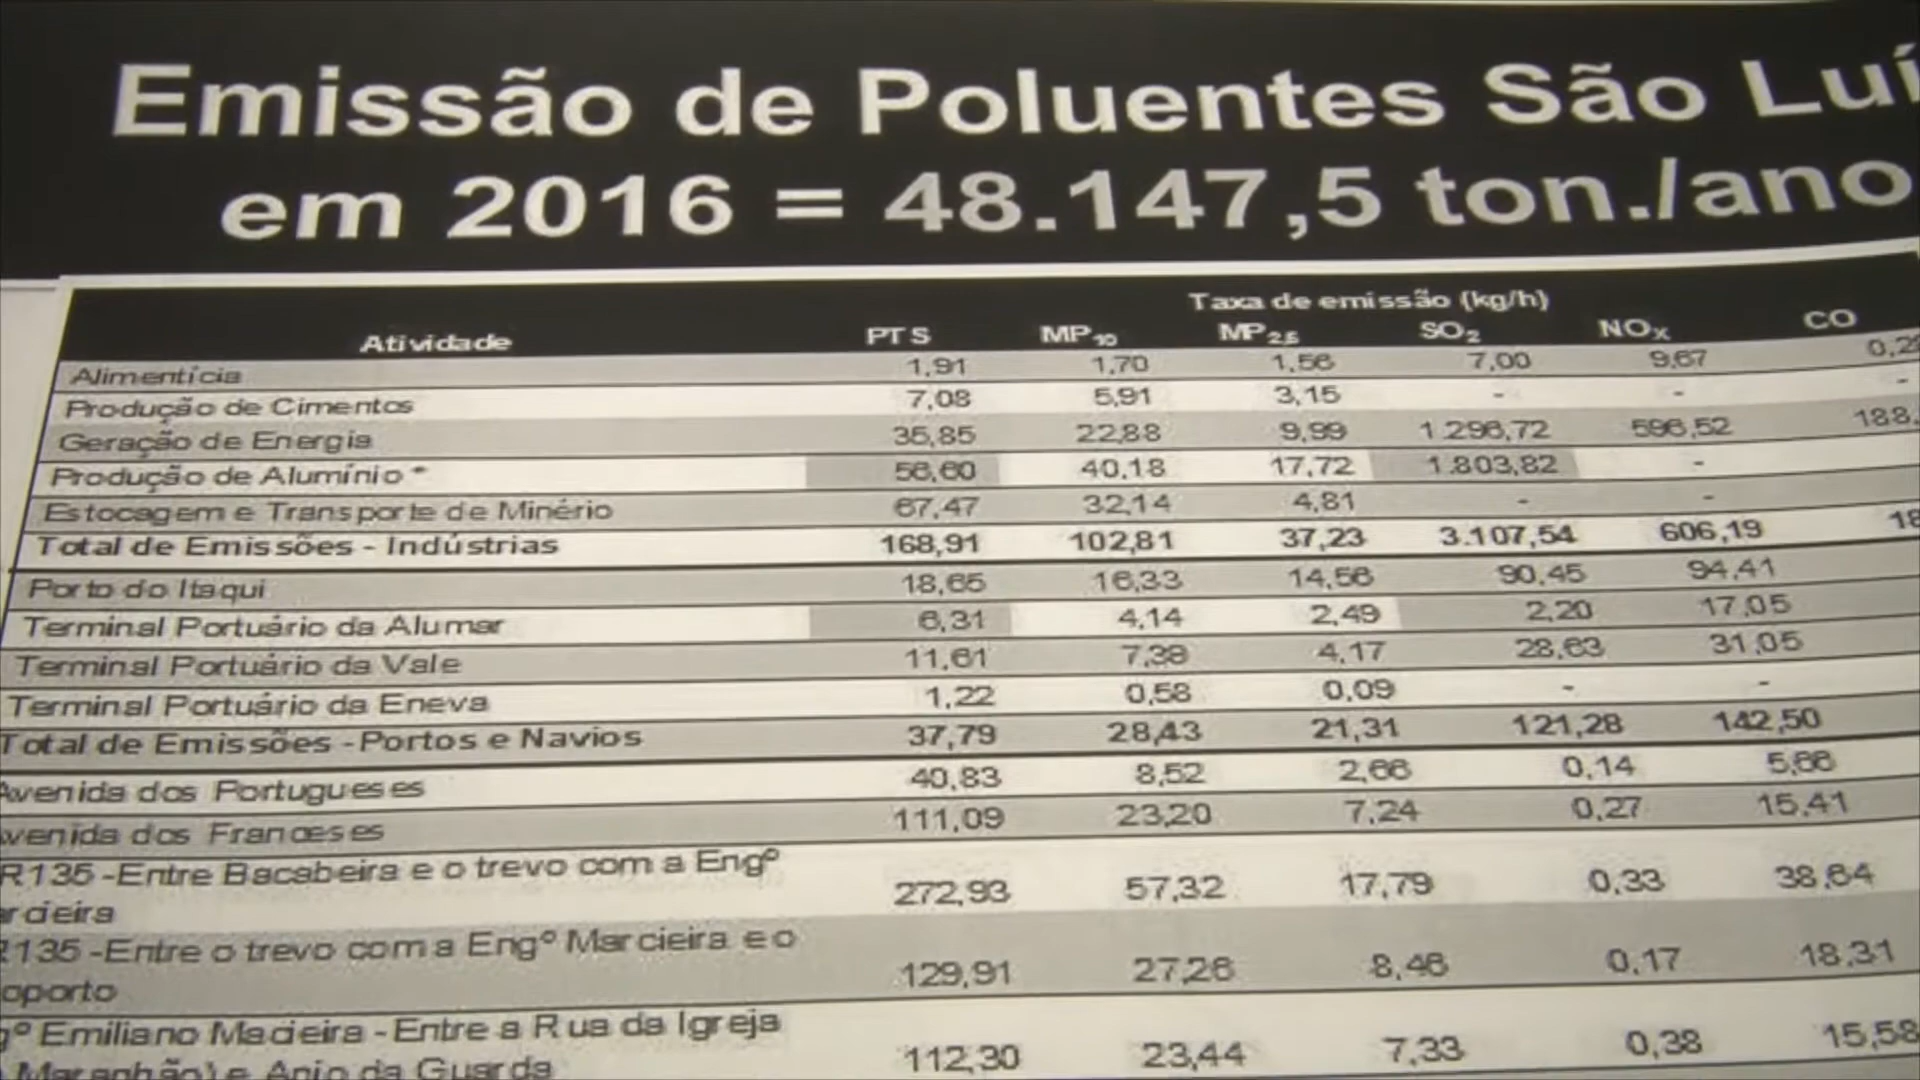 Emissão de Poluentes São Luí
em 2016 = 48.147,5 ton./ano
Taxa de emissão (kg/h)
Atividade PTS MP10 MP2,5 SO2 NOx CO
Alimentícia 1,91 1,70 1,56 7,00 9,67
Produção de Cimentos 7,08 5,91 3,15 - - -
Geração de Energia 35,85 22,88 9,99 1.296,72 596,52 188,
Produção de Alumínio * 56,60 40,18 17,72 1.803,82 -
Estocagem e Transporte de Minério 67,47 32,14 4,81 - -
Total de Emissões - Indústrias 168,91 102,81 37,23 3.107,54 606,19 18
Porto do Itaqui 18,65 16,33 14,56 90,45 94,41
Terminal Portuário da Alumar 6,31 4,14 2,49 2,20 17,05
Terminal Portuário da Vale 11,61 7,38 4,17 28,63 31,05
Terminal Portuário da Eneva 1,22 0,58 0,09 - -
Total de Emissões - Portos e Navios 37,79 28,43 21,31 121,28 142,50
Avenida dos Portugueses 40,83 8,52 2,66 0,14 5,66
venida dos Franceses 111,09 23,20 7,24 0,27 15,41
R135 - Entre Bacabeira e o trevo com a Engº
rcieira 272,93 57,32 17,79 0,33 38,64
R135 - Entre o trevo com a Engº Marcieira e o
oporto 129,91 27,26 8,46 0,17 18,31
gº Emiliano Macieira - Entre a Rua da Igreja
Maranhão) e Anjo da Guarda 112,30 23,44 7,33 0,38 15,58